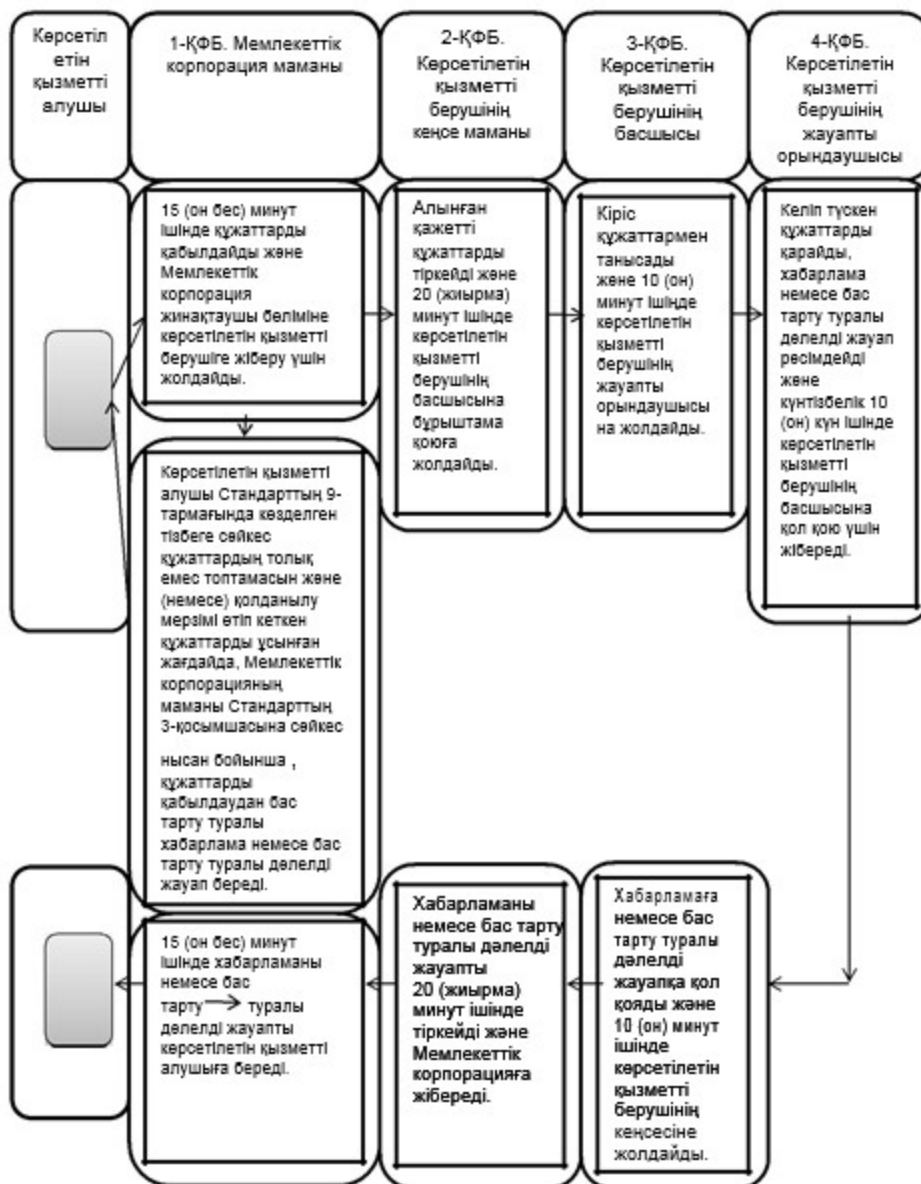 Көрсетіл
етін
қызметті
алушы
1-ҚФБ. Мемлекеттік
корпорация маманы
2-ҚФБ.
Көрсетілетін
қызметті
берушінің
кеңсе маманы
3-ҚФБ.
Көрсетілетін
қызметті
берушінің
басшысы
4-ҚФБ.
Көрсетілетін
қызметті
берушінің
жауапты
орындаушысы
15 (он бес) минут
ішінде құжаттарды
қабылдайды және
Мемлекеттік
корпорация
жинақтаушы бөліміне
көрсетілетін қызметті
берушіге жіберу үшін
жолдайды.
Алынған
қажетті
құжаттарды
тіркейді және
20 (жиырма)
минут ішінде
көрсетілетін
қызметті
берушінің
басшысына
бұрыштама
қоюға
жолдайды.
Кіріс
құжаттармен
танысады
және 10 (он)
минут ішінде
көрсетілетін
қызметті
берушінің
жауапты
орындаушысы
на жолдайды.
Келіп түскен
құжаттарды
қарайды,
хабарлама
немесе бас
тарту туралы
дәлелді жауап
рәсімдейді
және
күнтізбелік 10
(он) күн ішінде
көрсетілетін
қызметті
берушінің
басшысына
қол қою үшін
жібереді.
Көрсетілетін қызметті
алушы Стандарттың 9-
тармағында көзделген
тізбеге сәйкес
құжаттардың толық
емес топтамасын және
(немесе) қолданылу
мерзімі өтіп кеткен
құжаттарды ұсынған
жағдайда, Мемлекеттік
корпорацияның
маманы Стандарттың
3-қосымшасына сәйкес
нысан бойынша ,
құжаттарды
қабылдаудан бас
тарту туралы
хабарлама немесе бас
тарту туралы дәлелді
жауап береді.
15 (он бес) минут
ішінде хабарламаны
немесе бас
тарту туралы
дәлелді жауапты
көрсетілетін қызметті
алушыға береді.
Хабарламаны
немесе бас тарту
туралы дәлелді
жауапты
20 (жиырма)
минут ішінде
тіркейді және
Мемлекеттік
корпорацияға
жібереді.
Хабарламаға
немесе бас
тарту туралы
дәлелді
жауапқа қол
қояды және
10 (он) минут
ішінде
көрсетілетін
қызметті
берушінің
кеңсесіне
жолдайды.